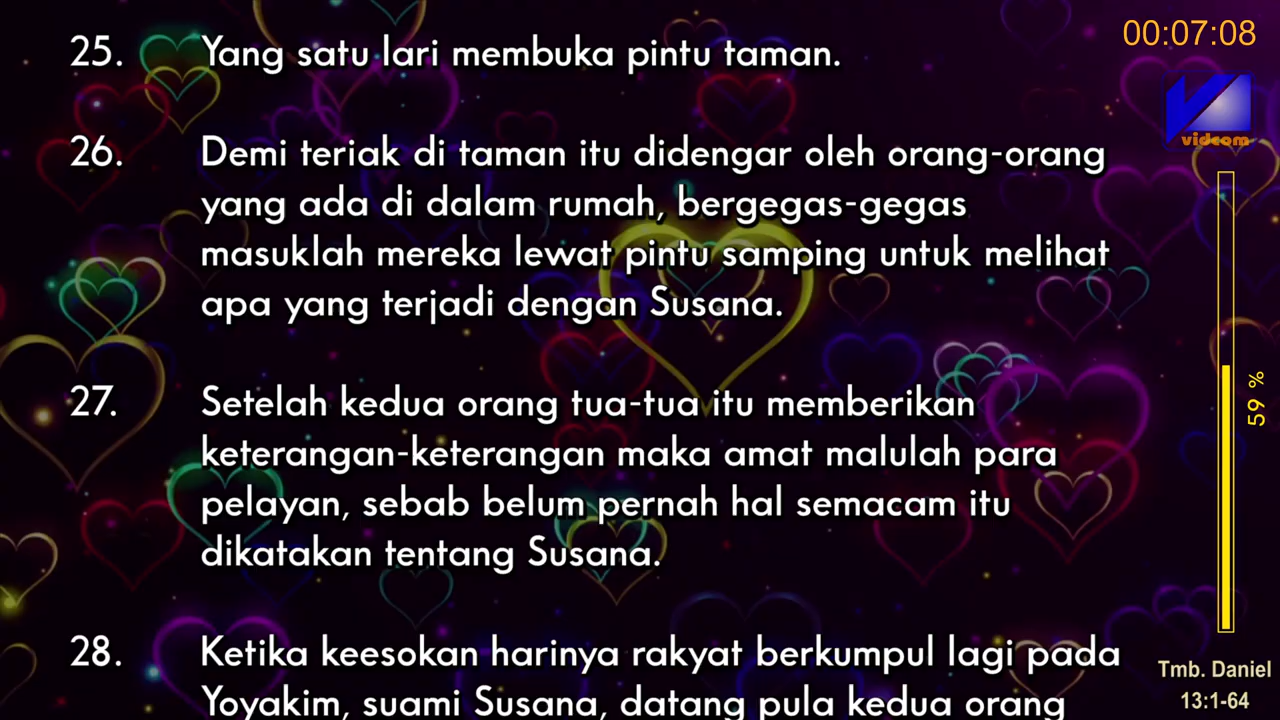 00:07:08
25. Yang satu lari membuka pintu taman.
videom
26. Demi teriak di taman itu didengar oleh orang-orang
yang ada di dalam rumah, bergegas-gegas
masuklah mereka lewat pintu samping untuk melihat
apa yang terjadi dengan Susana.
59 %
27. Setelah kedua orang tua-tua itu memberikan
keterangan-keterangan maka amat malulah para
pelayan, sebab belum pernah hal semacam itu
dikatakan tentang Susana.
28. Ketika keesokan harinya rakyat berkumpul lagi pada
Yoyakim, suami Susana, datang pula kedua orang
Tmb. Daniel
13:1-64